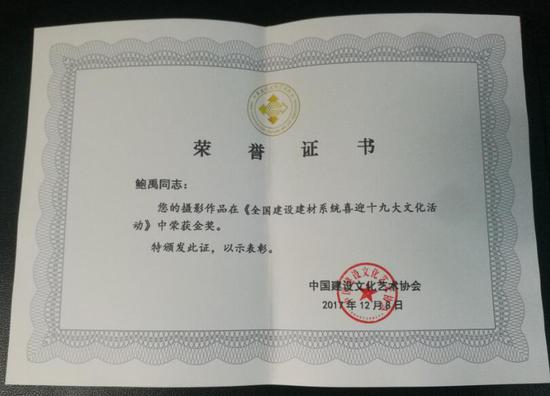 荣誉证书
鲍禹同志：
您的摄影作品在《全国建设建材系统喜迎十九大文化活
动》中荣获金奖。
特颁发此证，以示表彰。
中国建设文化艺术协会
2017年12月8日